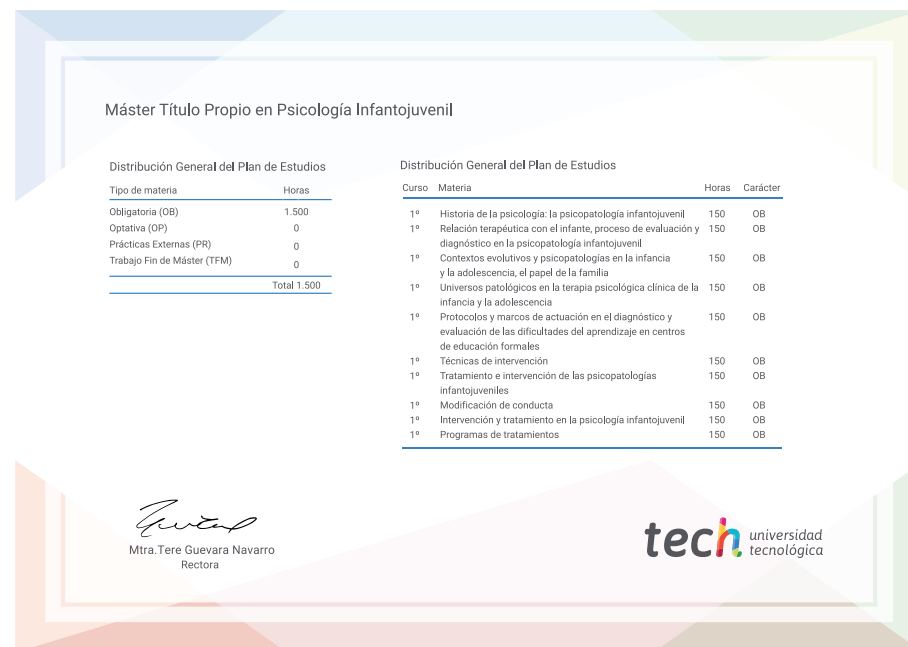 Máster Título Propio en Psicología Infantojuvenil
Distribución General del Plan de Estudios
Tipo de materia Horas
Obligatoria (OB) 1.500
Optativa (OP) 0
Prácticas Externas (PR) 0
Trabajo Fin de Máster (TFM) 0
Total 1.500
Distribución General del Plan de Estudios
Curso Materia Horas Carácter
1º Historia de la psicología: la psicopatología infantojuvenil 150 OB
1º Relación terapéutica con el infante, proceso de evaluación y 150 OB
diagnóstico en la psicopatología infantojuvenil
1º Contextos evolutivos y psicopatologías en la infancia 150 OB
y la adolescencia, el papel de la familia
1º Universos patológicos en la terapia psicológica clínica de la 150 OB
infancia y la adolescencia
1º Protocolos y marcos de actuación en el diagnóstico y 150 OB
evaluación de las dificultades del aprendizaje en centros
de educación formales
1º Técnicas de intervención 150 OB
1º Tratamiento e intervención de las psicopatologías 150 OB
infantojuveniles
1º Modificación de conducta 150 OB
1º Intervención y tratamiento en la psicología infantojuvenil 150 OB
1º Programas de tratamientos 150 OB
Mtra.Tere Guevara Navarro
Rectora
tech universidad
tecnológica